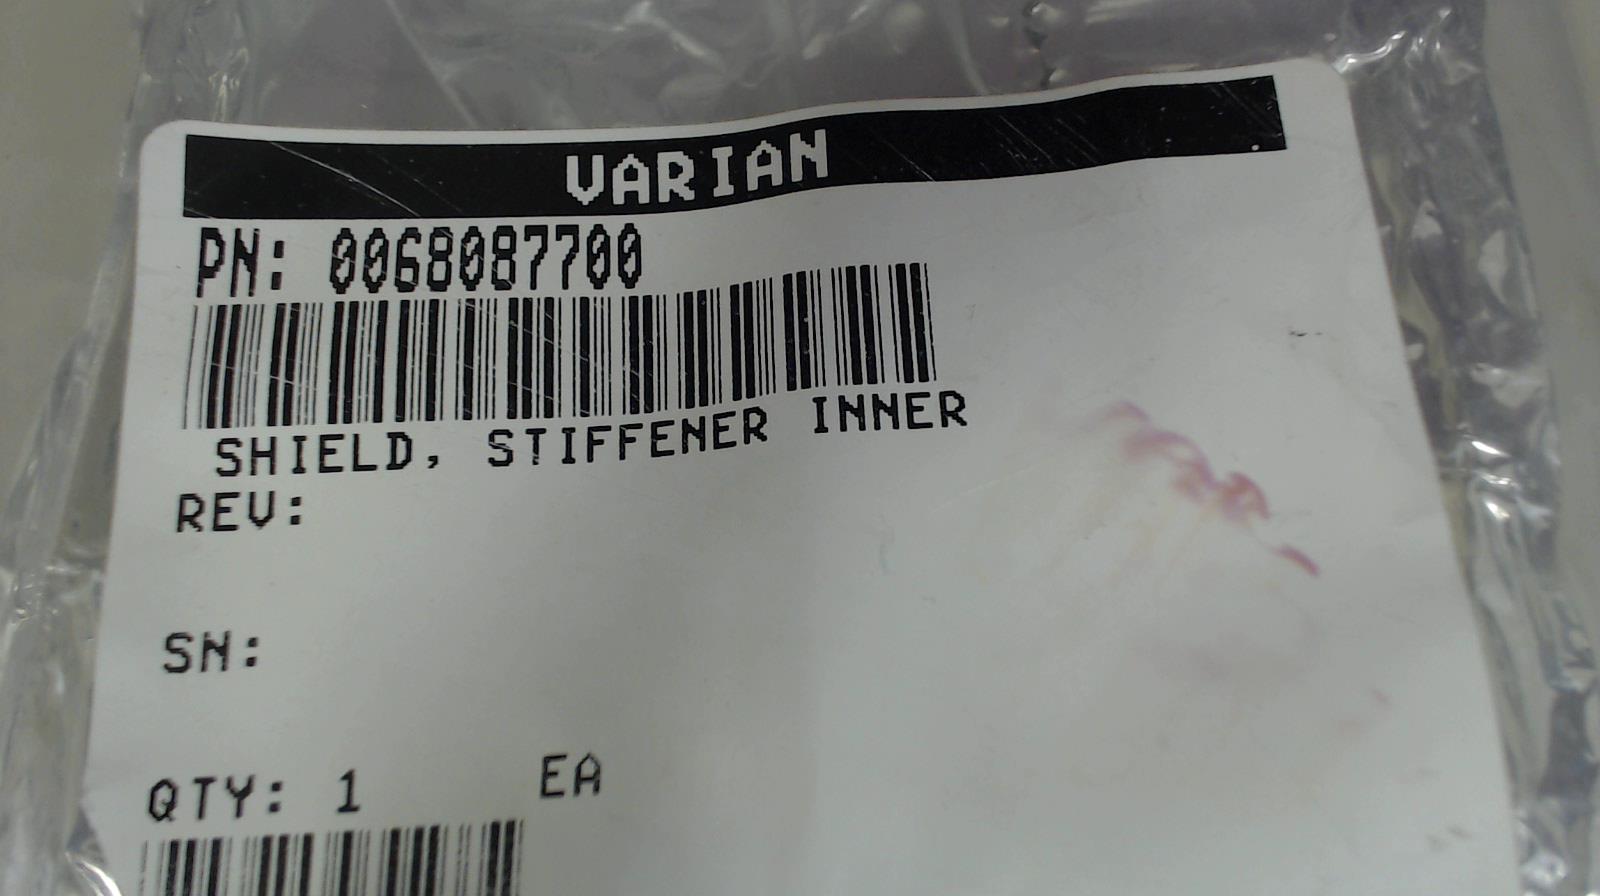 VARIAN
PN: 0068087700
SHIELD, STIFFENER INNER
REV:
SN:
QTY: 1 EA